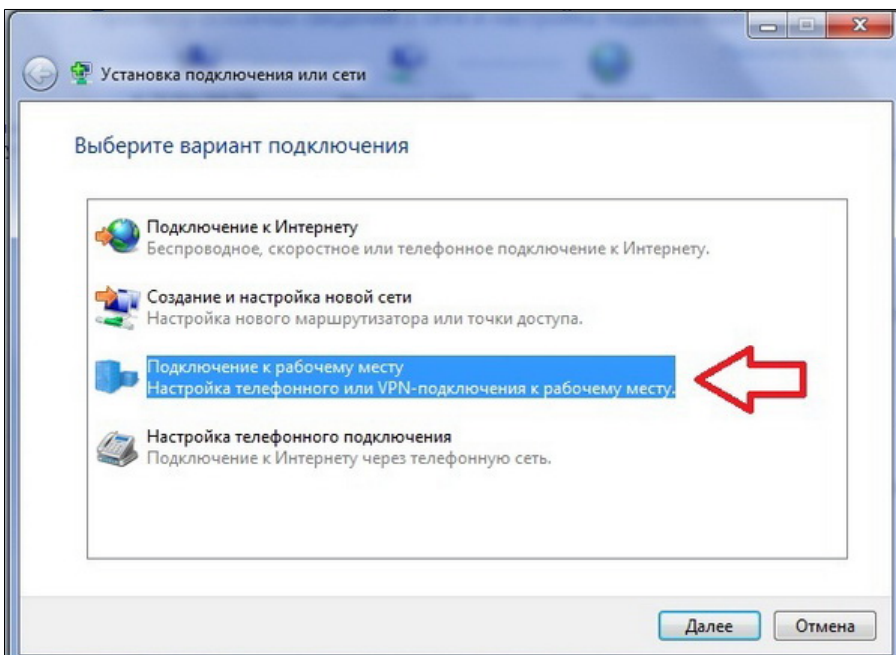 Установка подключения или сети
Выберите вариант подключения
Подключение к Интернету
Беспроводное, скоростное или телефонное подключение к Интернету.
Создание и настройка новой сети
Настройка нового маршрутизатора или точки доступа.
Подключение к рабочему месту
Настройка телефонного или VPN-подключения к рабочему месту.
Настройка телефонного подключения
Подключение к Интернету через телефонную сеть.
Далее
Отмена